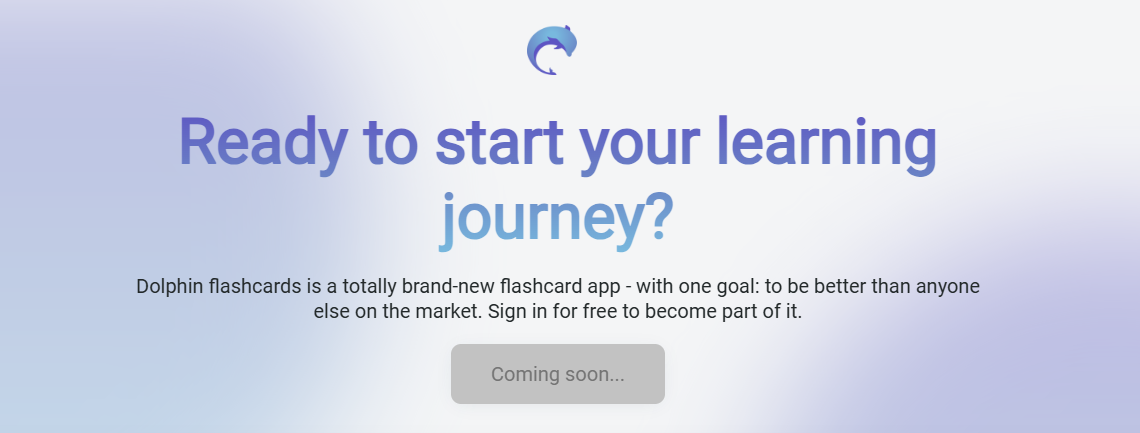 Ready to start your learning
journey?
Dolphin flashcards is a totally brand-new flashcard app - with one goal: to be better than anyone
else on the market. Sign in for free to become part of it.
Coming soon...